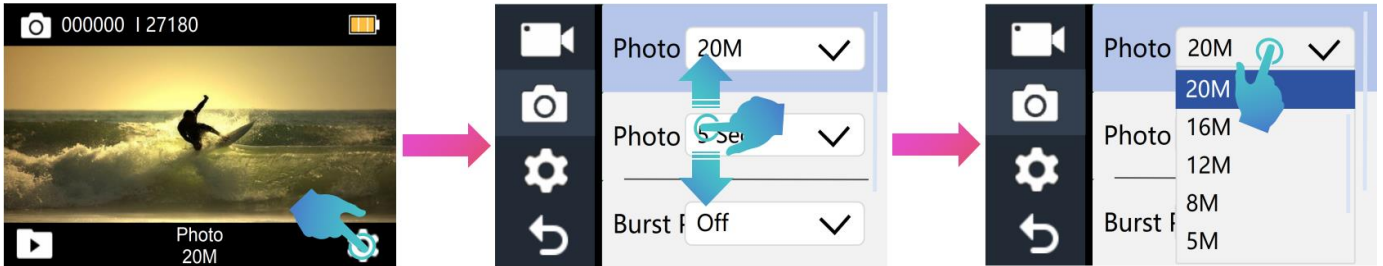 000000 | 27180
Photo
20M
Photo 20M
Photo 5 Sec
Burst P Off
Photo 20M
20M
16M
Photo
12M
8M
Burst
5M